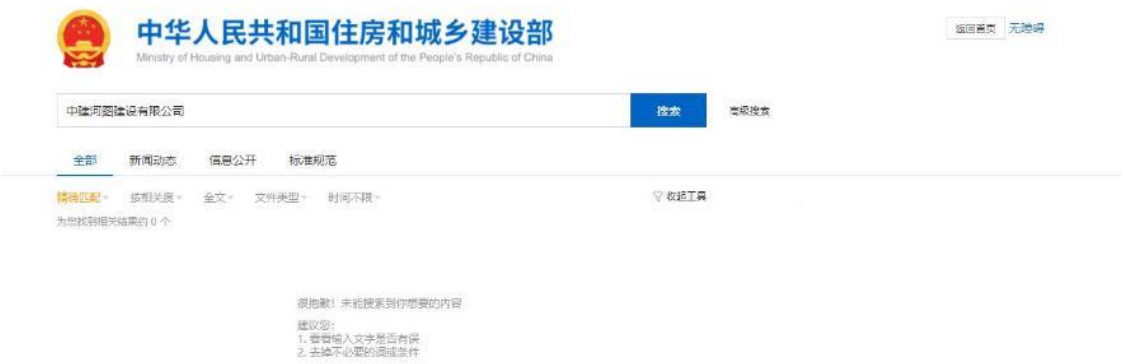 中华人民共和国住房和城乡建设部
Ministry of Housing and Urban-Rural Development of the People's Republic of China
返回首页 无障碍
中建河图建设有限公司 搜索 高级搜索
全部 新闻动态 信息公开 标准规范
精确匹配 按相关度 全文 文件类型 时间不限 收起工具
为您找到相关结果约 0 个
很抱歉！未能搜索到你想要的内容
建议您：
1. 看看输入文字是否有误
2. 去掉不必要的词或条件